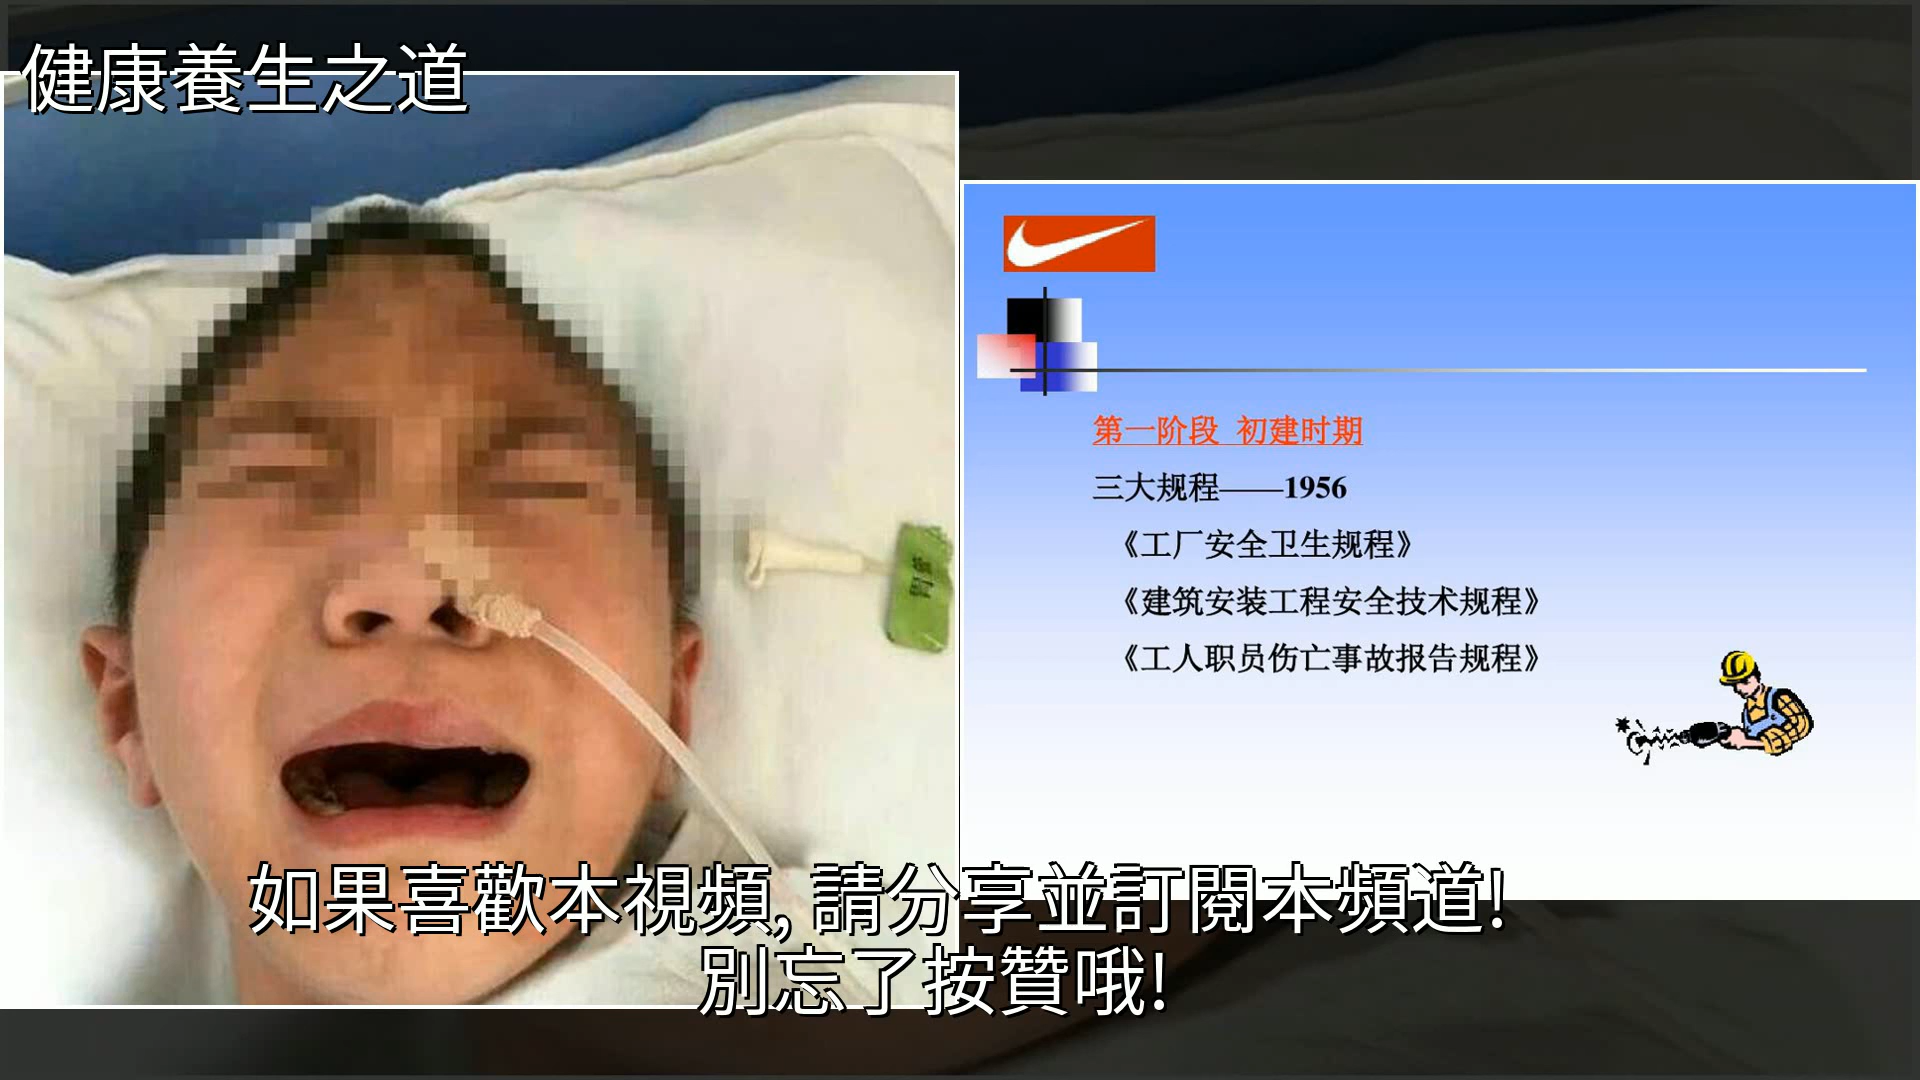 健康養生之道
第一阶段 初建时期
三大规程——1956
《工厂安全卫生规程》
《建筑安装工程安全技术规程》
《工人职员伤亡事故报告规程》
如果喜歡本視頻, 請分享並訂閱本頻道!
別忘了按贊哦!